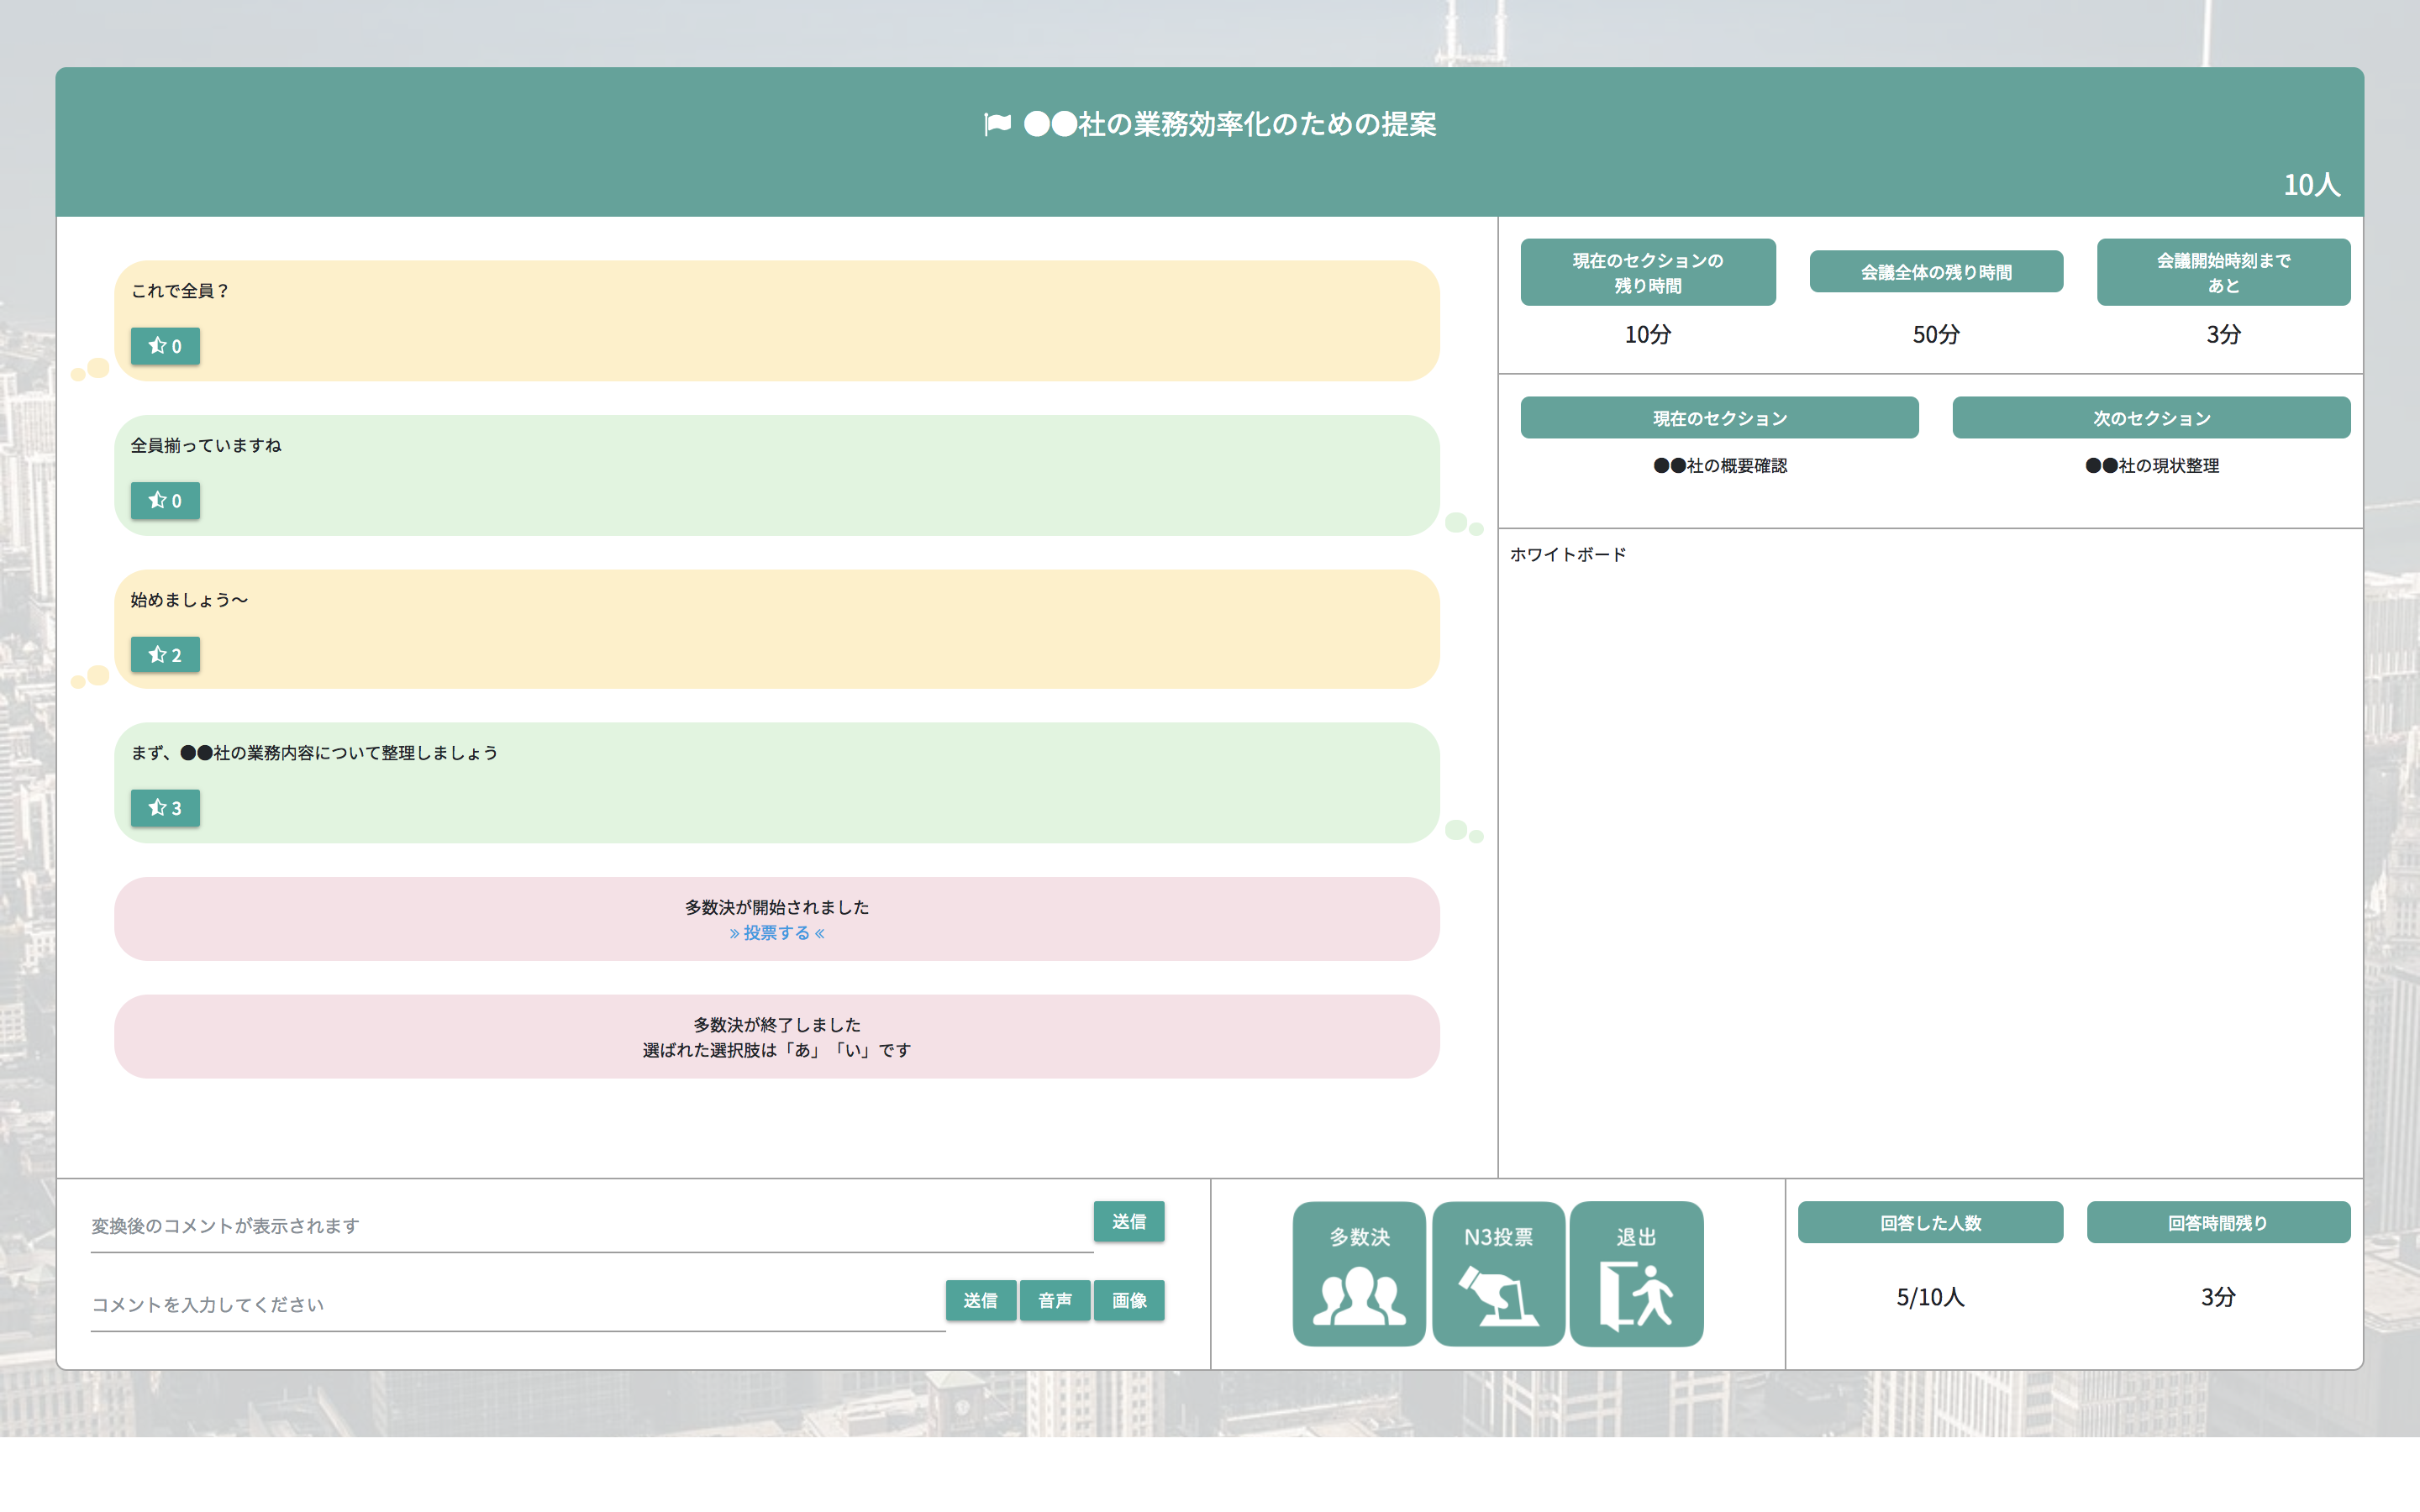 ●●社の業務効率化のための提案
10人
これで全員？
0
全員揃っていますね
0
始めましょう〜
2
まず、●●社の業務内容について整理しましょう
3
多数決が開始されました
» 投票する «
多数決が終了しました
選ばれた選択肢は「あ」「い」です
現在のセクションの
残り時間
10分
会議全体の残り時間
50分
会議開始時刻まで
あと
3分
現在のセクション
●●社の概要確認
次のセクション
●●社の現状整理
ホワイトボード
変換後のコメントが表示されます
送信
コメントを入力してください
送信
音声
画像
多数決
N3投票
退出
回答した人数
5/10人
回答時間残り
3分